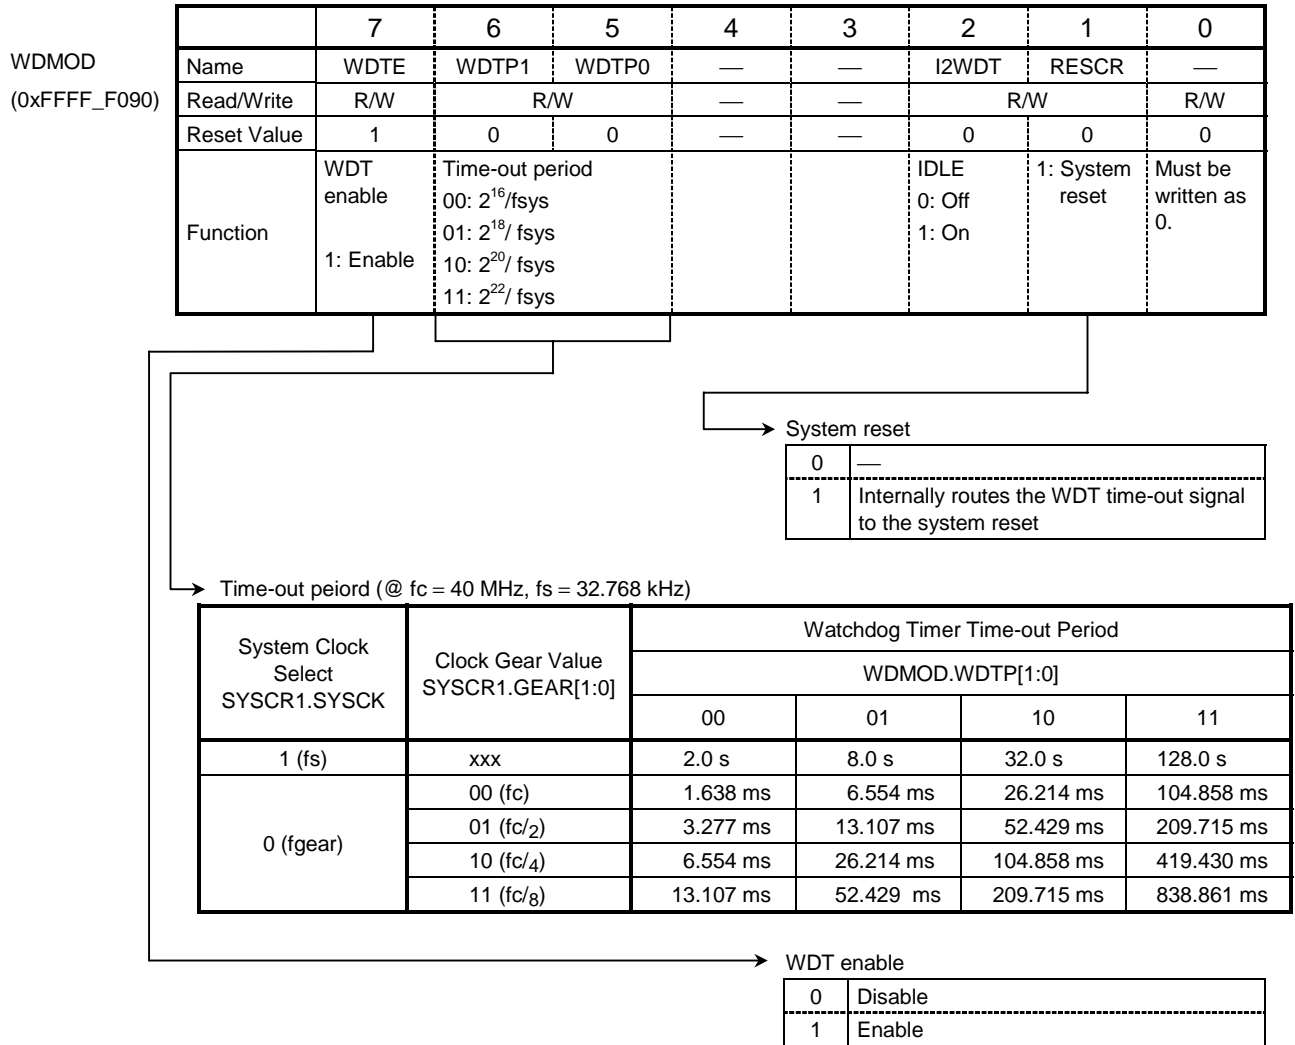 7 6 5 4 3 2 1 0
WDMOD
(0xFFFF_F090)
Name WDTE WDTP1 WDTP0 — — I2WDT RESCR —
Read/Write R/W R/W — — R/W R/W
Reset Value 1 0 0 — — 0 0 0
Function
WDT
enable
1: Enable
Time-out period
00: 2^16/fsys
01: 2^18/ fsys
10: 2^20/ fsys
11: 2^22/ fsys
IDLE
0: Off
1: On
1: System
reset
Must be
written as
0.
System reset
0 —
1 Internally routes the WDT time-out signal
to the system reset
Time-out peiord (@ fc = 40 MHz, fs = 32.768 kHz)
System Clock
Select
SYSCR1.SYSCK
Clock Gear Value
SYSCR1.GEAR[1:0]
Watchdog Timer Time-out Period
WDMOD.WDTP[1:0]
00 01 10 11
1 (fs) xxx 2.0 s 8.0 s 32.0 s 128.0 s
0 (fgear)
00 (fc) 1.638 ms 6.554 ms 26.214 ms 104.858 ms
01 (fc/2) 3.277 ms 13.107 ms 52.429 ms 209.715 ms
10 (fc/4) 6.554 ms 26.214 ms 104.858 ms 419.430 ms
11 (fc/8) 13.107 ms 52.429 ms 209.715 ms 838.861 ms
WDT enable
0 Disable
1 Enable